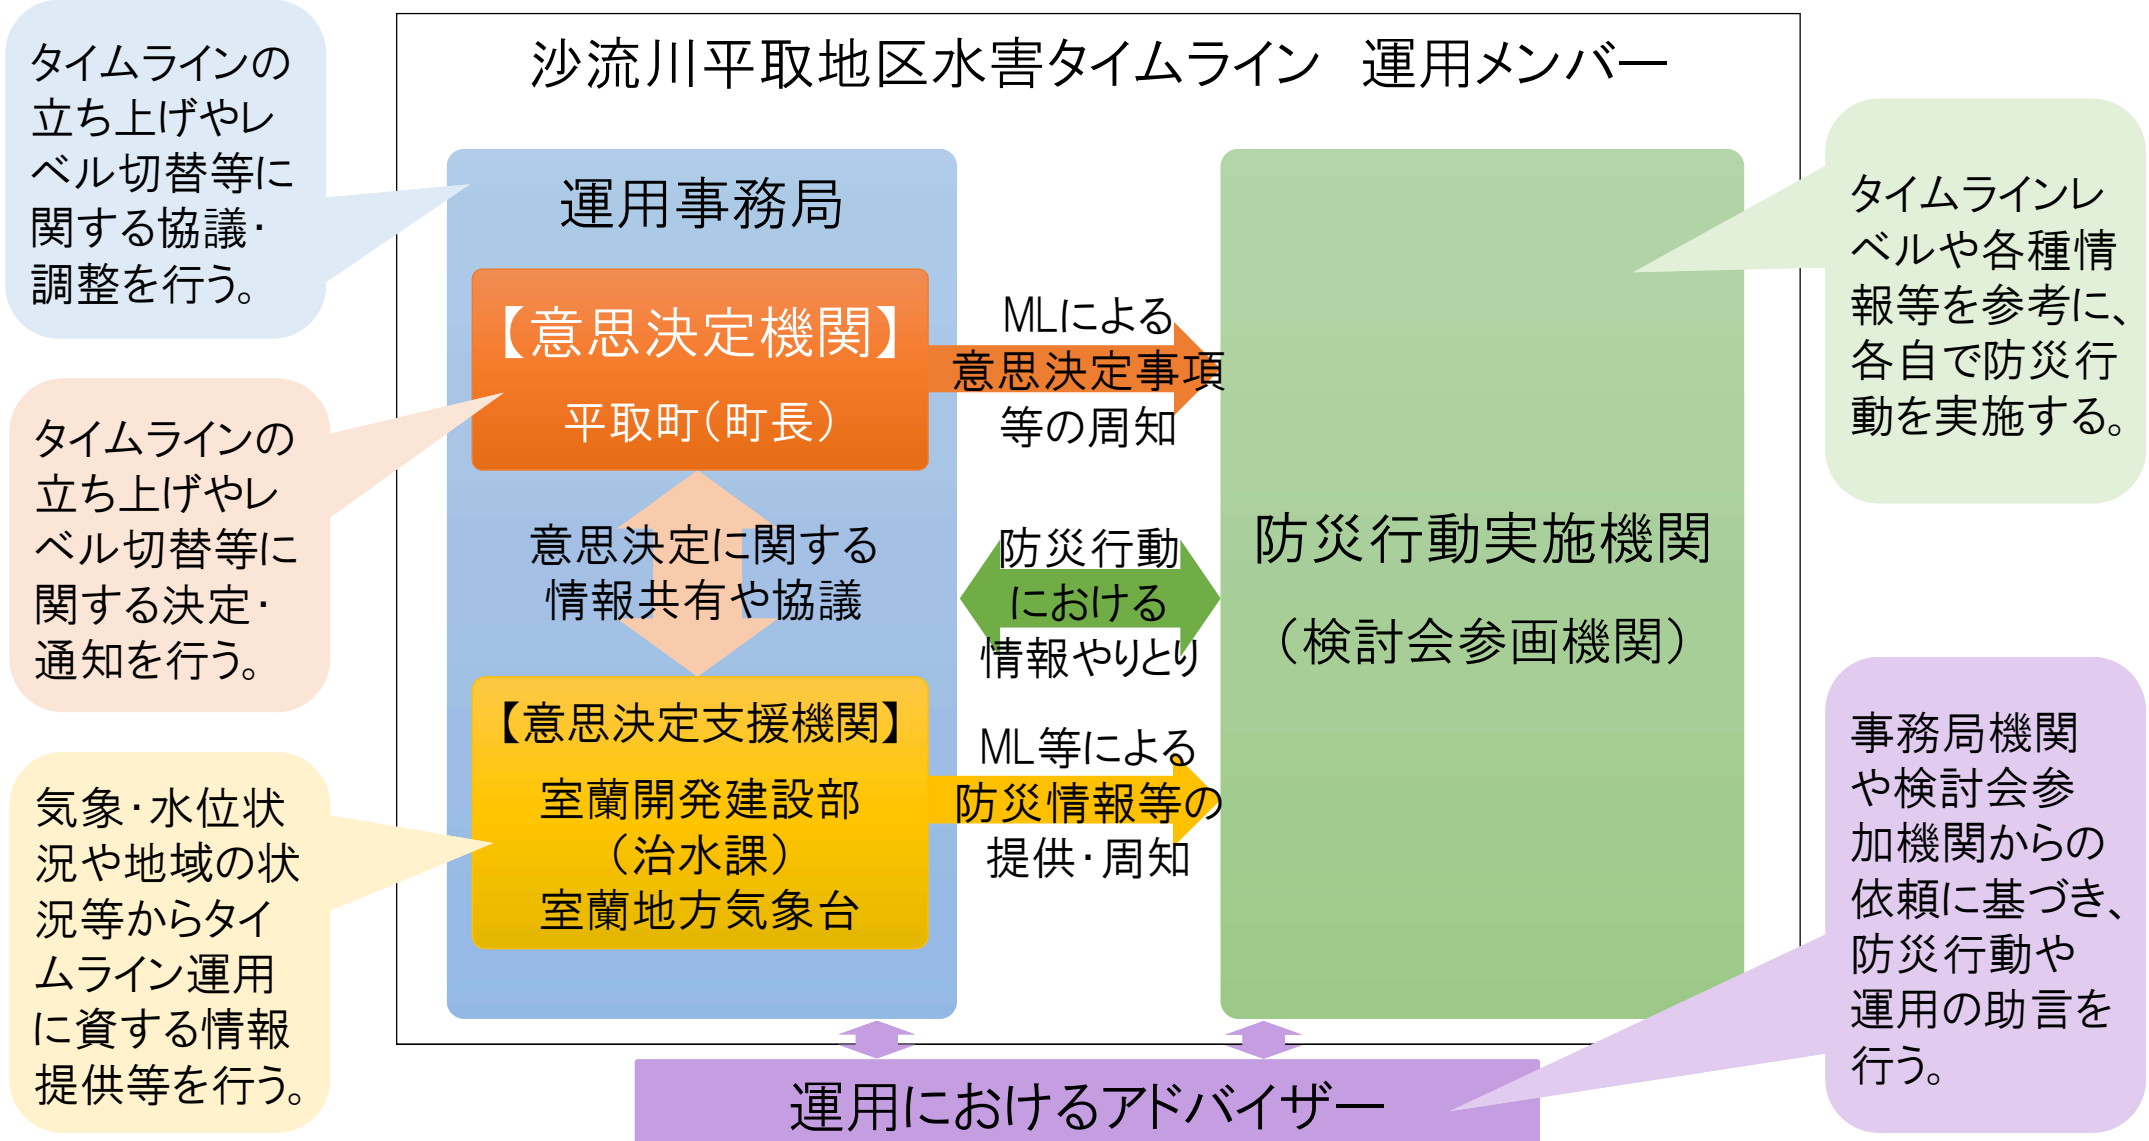 沙流川平取地区水害タイムライン　運用メンバー
タイムラインの
立ち上げやレ
ベル切替等に
関する協議・
調整を行う。
タイムラインの
立ち上げやレ
ベル切替等に
関する決定・
通知を行う。
気象・水位状
況や地域の状
況等からタイ
ムライン運用
に資する情報
提供等を行う。
運用事務局
【意思決定機関】
平取町（町長）
意思決定に関する
情報共有や協議
【意思決定支援機関】
室蘭開発建設部
（治水課）
室蘭地方気象台
MLによる
意思決定事項
等の周知
防災行動
における
情報やりとり
ML等による
防災情報等の
提供・周知
防災行動実施機関
（検討会参画機関）
タイムラインレ
ベルや各種情
報等を参考に、
各自で防災行
動を実施する。
事務局機関
や検討会参
加機関からの
依頼に基づき、
防災行動や
運用の助言を
行う。
運用におけるアドバイザー